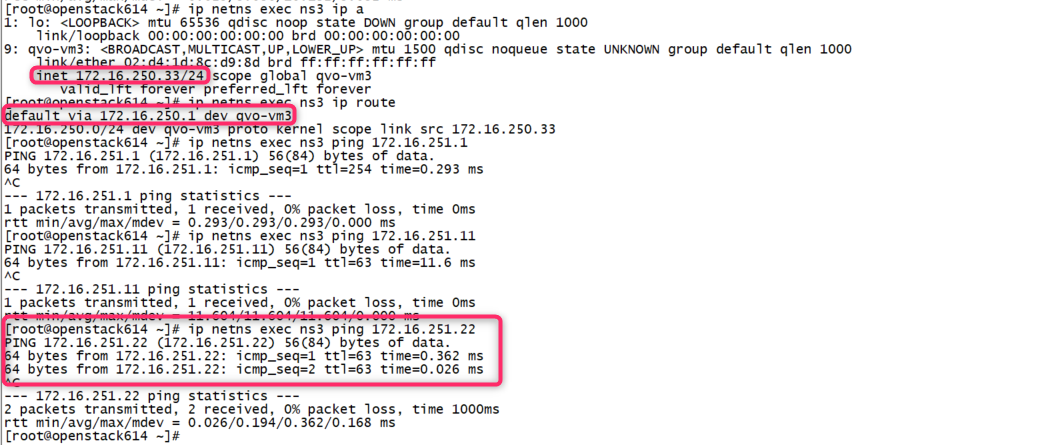 [root@openstack614 ~]# ip netns exec ns3 ip a
1: lo: <LOOPBACK> mtu 65536 qdisc noop state DOWN group default qlen 1000
link/loopback 00:00:00:00:00:00 brd 00:00:00:00:00:00
9: qvo-vm3: <BROADCAST,MULTICAST,UP,LOWER_UP> mtu 1500 qdisc noqueue state UNKNOWN group default qlen 1000
link/ether 02:d4:1d:8c:d9:8d brd ff:ff:ff:ff:ff:ff
inet 172.16.250.33/24 scope global qvo-vm3
valid_lft forever preferred_lft forever
[root@openstack614 ~]# ip netns exec ns3 ip route
default via 172.16.250.1 dev qvo-vm3
172.16.250.0/24 dev qvo-vm3 proto kernel scope link src 172.16.250.33
[root@openstack614 ~]# ip netns exec ns3 ping 172.16.251.1
PING 172.16.251.1 (172.16.251.1) 56(84) bytes of data.
64 bytes from 172.16.251.1: icmp_seq=1 ttl=254 time=0.293 ms
^C
--- 172.16.251.1 ping statistics ---
1 packets transmitted, 1 received, 0% packet loss, time 0ms
rtt min/avg/max/mdev = 0.293/0.293/0.293/0.000 ms
[root@openstack614 ~]# ip netns exec ns3 ping 172.16.251.11
PING 172.16.251.11 (172.16.251.11) 56(84) bytes of data.
64 bytes from 172.16.251.11: icmp_seq=1 ttl=63 time=11.6 ms
^C
--- 172.16.251.11 ping statistics ---
1 packets transmitted, 1 received, 0% packet loss, time 0ms
rtt min/avg/max/mdev = 11.604/11.604/11.604/0.000 ms
[root@openstack614 ~]# ip netns exec ns3 ping 172.16.251.22
PING 172.16.251.22 (172.16.251.22) 56(84) bytes of data.
64 bytes from 172.16.251.22: icmp_seq=1 ttl=63 time=0.362 ms
64 bytes from 172.16.251.22: icmp_seq=2 ttl=63 time=0.026 ms
^C
--- 172.16.251.22 ping statistics ---
2 packets transmitted, 2 received, 0% packet loss, time 1000ms
rtt min/avg/max/mdev = 0.026/0.194/0.362/0.168 ms
[root@openstack614 ~]#